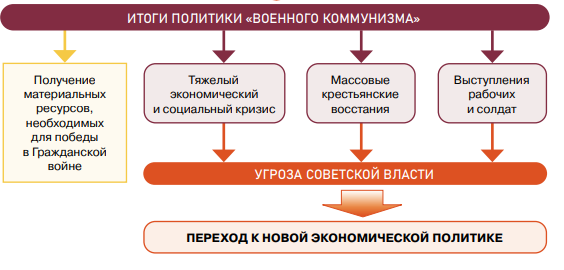 ИТОГИ ПОЛИТИКИ «ВОЕННОГО КОММУНИЗМА»
Получение
материальных
ресурсов,
необходимых
для победы
в Гражданской
войне
Тяжелый
экономический
и социальный кризис
Массовые
крестьянские
восстания
Выступления
рабочих
и солдат
УГРОЗА СОВЕТСКОЙ ВЛАСТИ
ПЕРЕХОД К НОВОЙ ЭКОНОМИЧЕСКОЙ ПОЛИТИКЕ